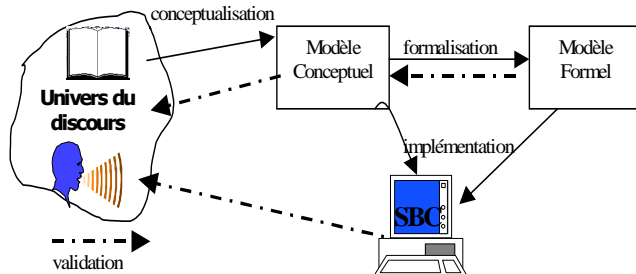 conceptualisation
Modèle
Conceptuel
formalisation
Modèle
Formel
Univers du
discours
implémentation
SBC
validation